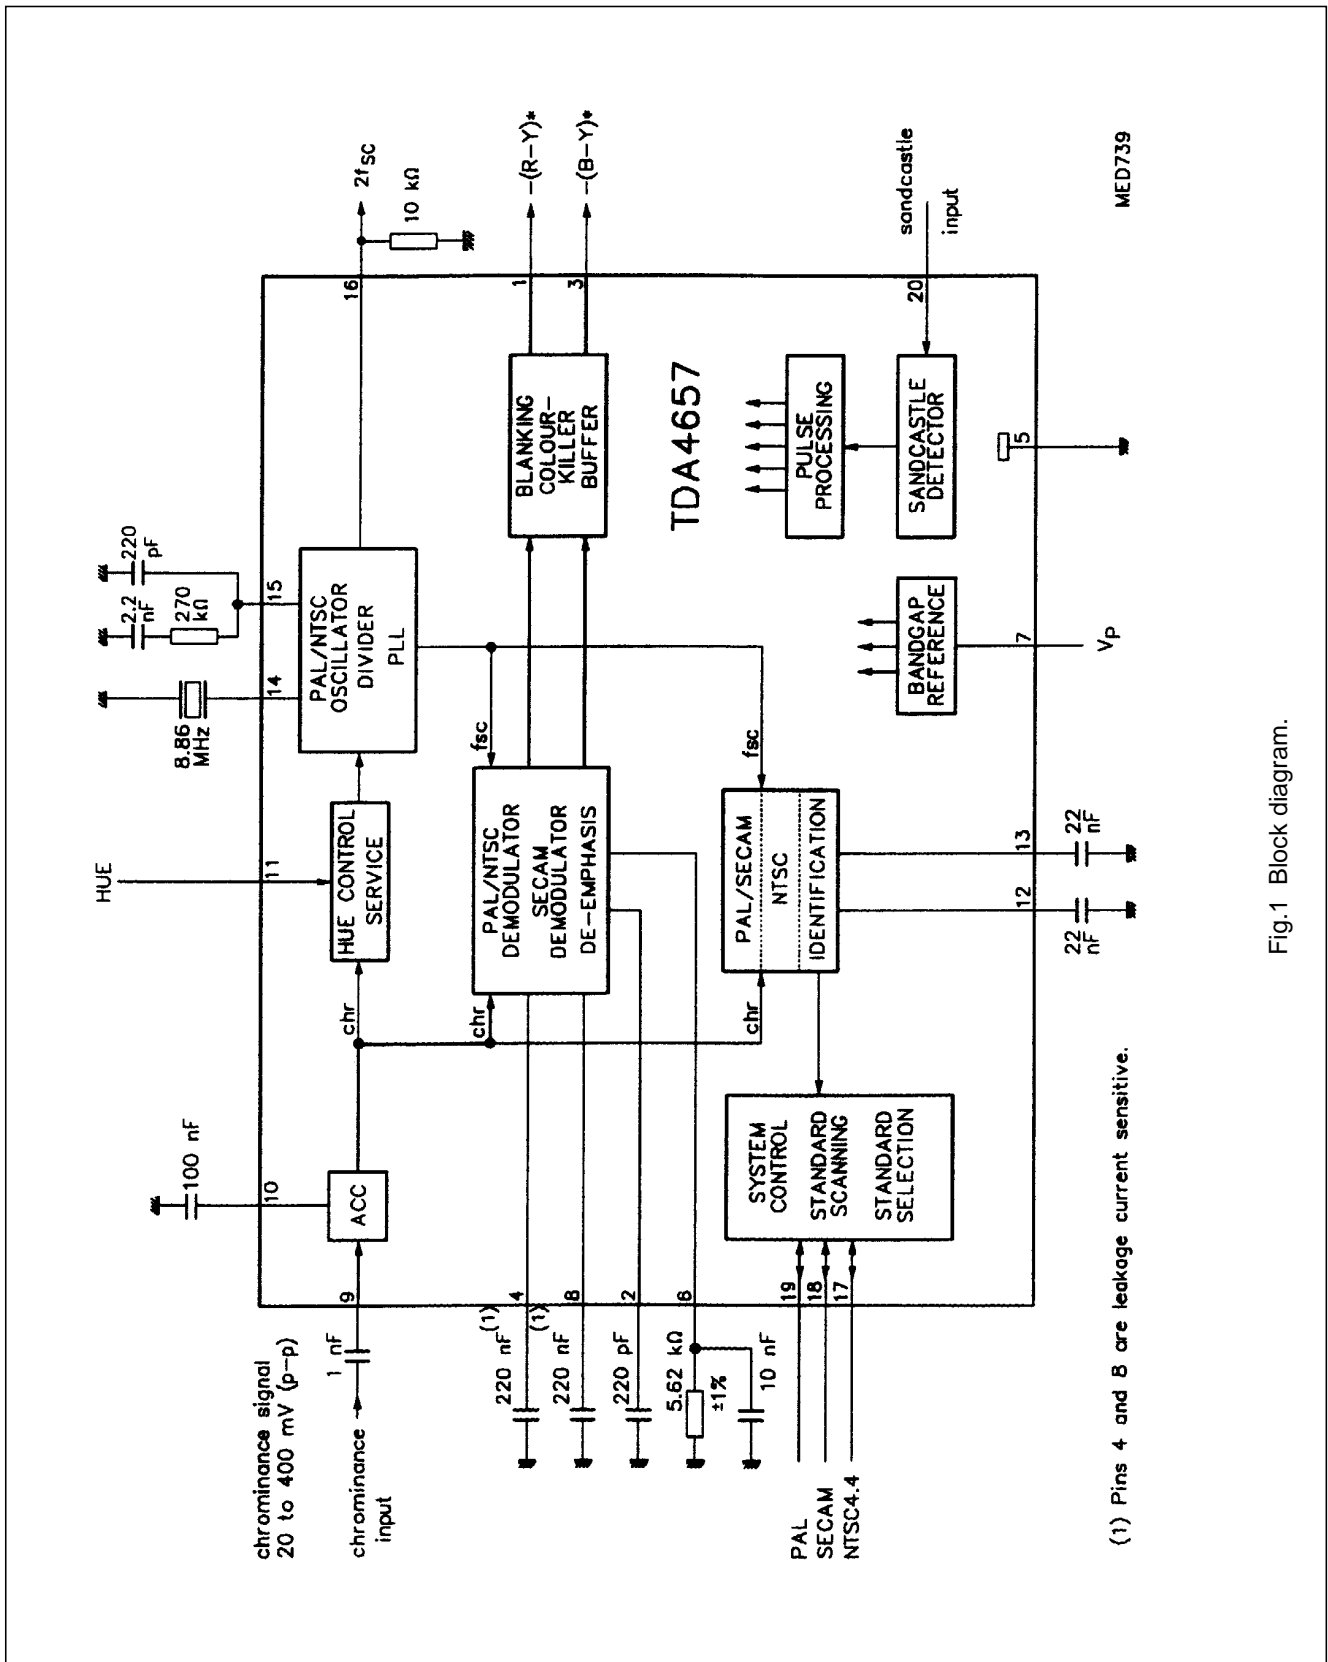 HUE
8.86
MHz
2.2
nF
270
kΩ
220
pF
100 nF
10
11
14
15
chrominance signal
20 to 400 mV (p-p)
chrominance
input
1 nF
9
ACC
chr
HUE CONTROL
SERVICE
PAL/NTSC
OSCILLATOR
DIVIDER
PLL
16
2fSC
10 kΩ
220 nF
(1)
4
220 nF
(1)
8
220 pF
2
5.62 kΩ
±1%
6
10 nF
chr
fsc
PAL/NTSC
DEMODULATOR
SECAM
DEMODULATOR
DE-EMPHASIS
BLANKING
COLOUR-
KILLER
BUFFER
1
-(R-Y)*
3
-(B-Y)*
TDA4657
PAL
SECAM
NTSC4.4
19
18
17
SYSTEM
CONTROL
STANDARD
SCANNING
STANDARD
SELECTION
chr
fsc
PAL/SECAM
NTSC
IDENTIFICATION
PULSE
PROCESSING
BANDGAP
REFERENCE
SANDCASTLE
DETECTOR
20
sandcastle
input
12
13
7
5
22
nF
22
nF
VP
(1) Pins 4 and 8 are leakage current sensitive.
MED739
Fig.1 Block diagram.